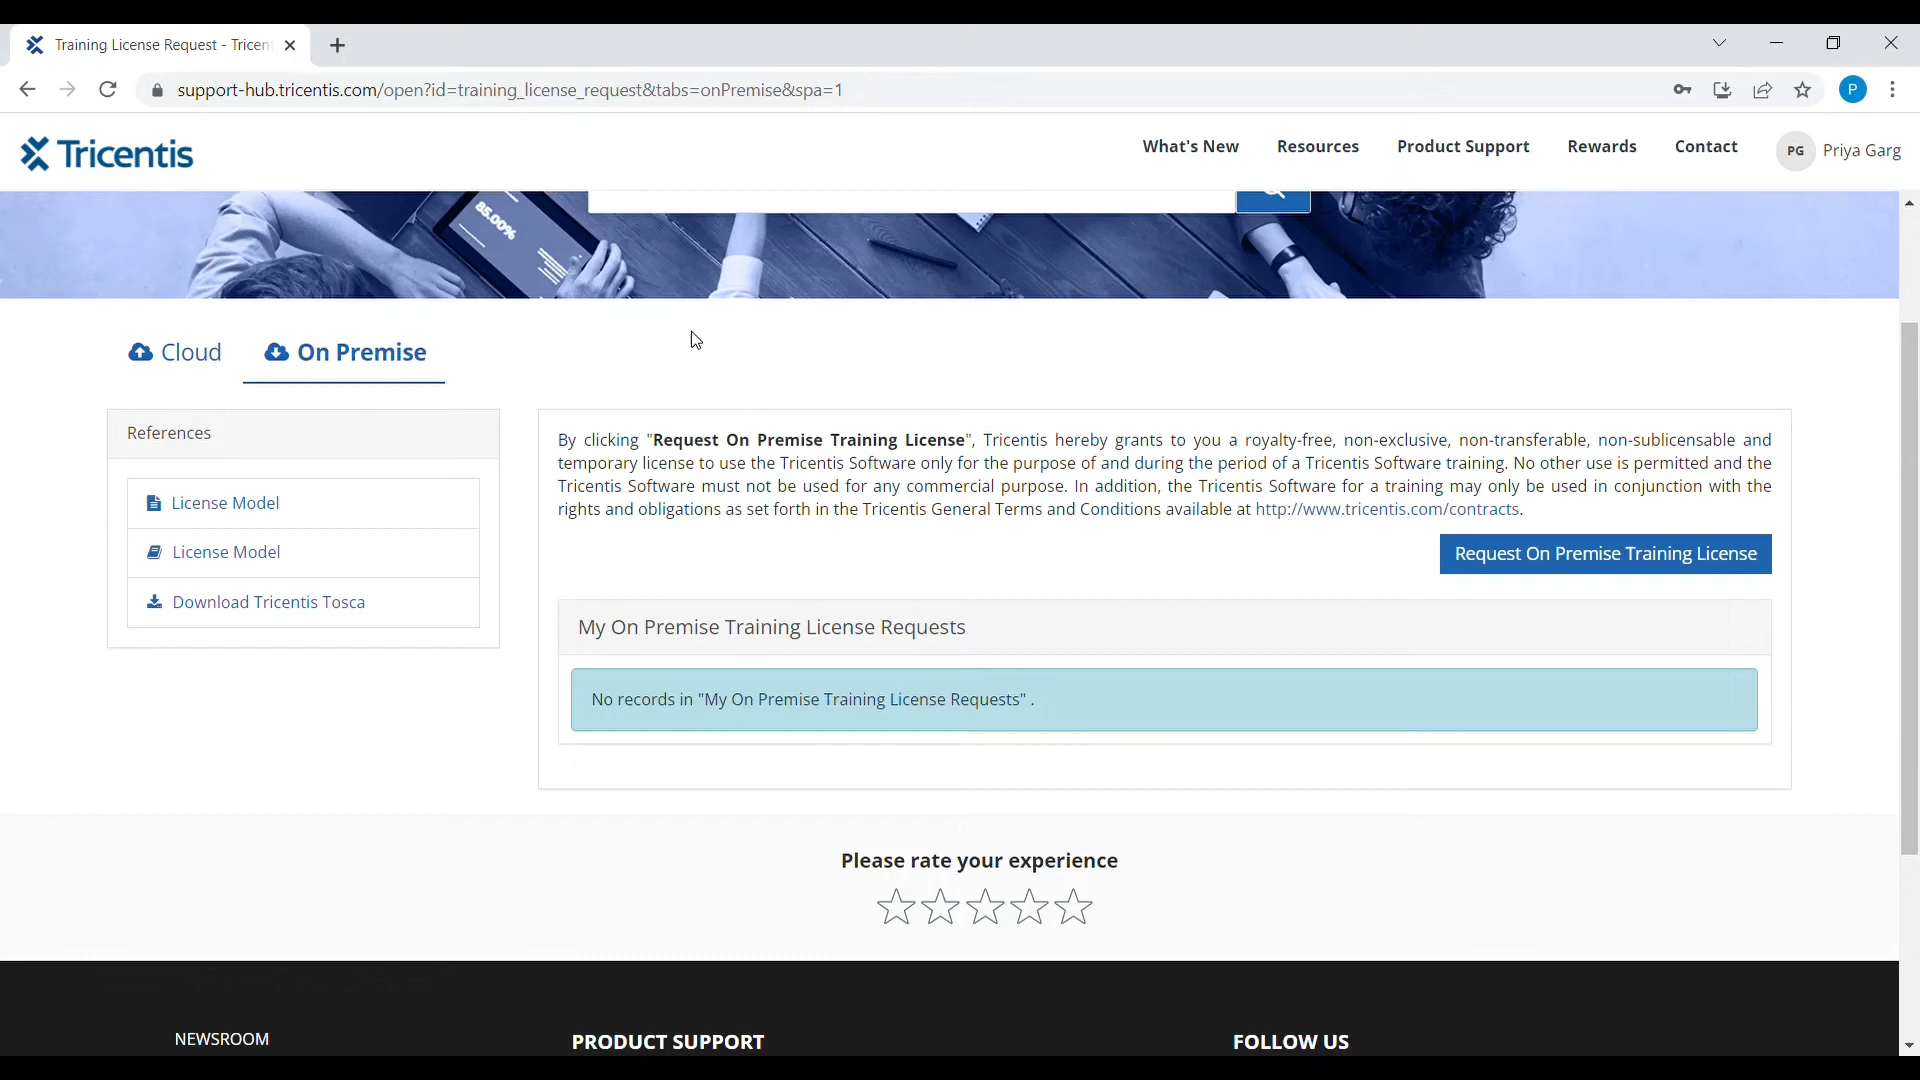 Training License Request - Tricen
support-hub.tricentis.com/open?id=training_license_request&tabs=onPremise&spa=1
P
Tricentis
What's New
Resources
Product Support
Rewards
Contact
PG
Priya Garg
85.00%
Cloud
On Premise
References
License Model
License Model
Download Tricentis Tosca
By clicking "Request On Premise Training License", Tricentis hereby grants to you a royalty-free, non-exclusive, non-transferable, non-sublicensable and
temporary license to use the Tricentis Software only for the purpose of and during the period of a Tricentis Software training. No other use is permitted and the
Tricentis Software must not be used for any commercial purpose. In addition, the Tricentis Software for a training may only be used in conjunction with the
rights and obligations as set forth in the Tricentis General Terms and Conditions available at http://www.tricentis.com/contracts.
Request On Premise Training License
My On Premise Training License Requests
No records in "My On Premise Training License Requests" .
Please rate your experience
NEWSROOM
PRODUCT SUPPORT
FOLLOW US